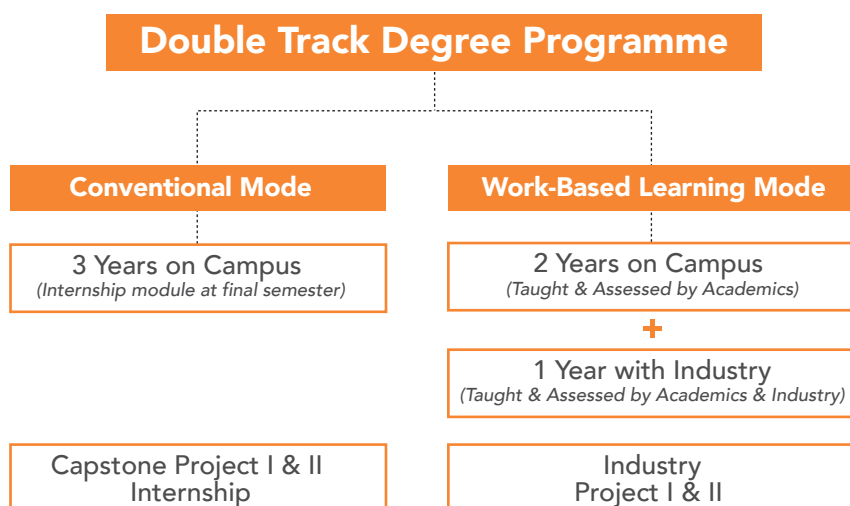 Double Track Degree Programme
Conventional Mode
3 Years on Campus
(Internship module at final semester)
Capstone Project I & II
Internship
Work-Based Learning Mode
2 Years on Campus
(Taught & Assessed by Academics)
+
1 Year with Industry
(Taught & Assessed by Academics & Industry)
Industry
Project I & II